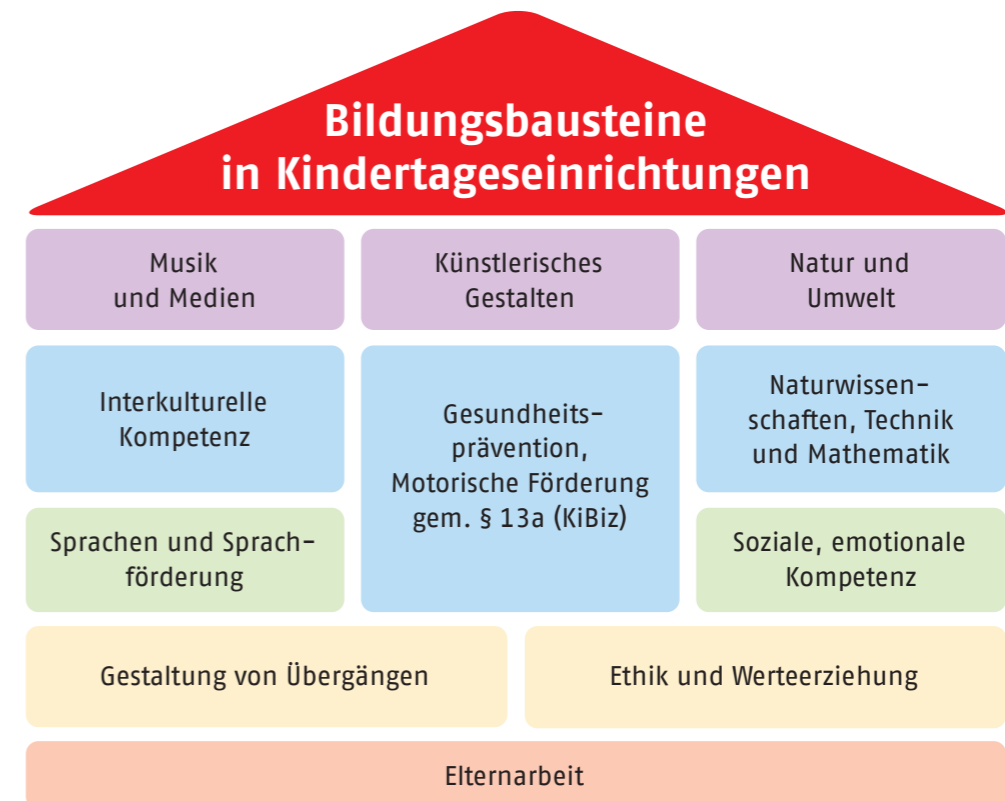 Bildungsbausteine
in Kindertageseinrichtungen
Musik
und Medien
Künstlerisches
Gestalten
Natur und
Umwelt
Interkulturelle
Kompetenz
Gesundheits-
prävention,
Motorische Förderung
gem. § 13a (KiBiz)
Naturwissen-
schaften, Technik
und Mathematik
Sprachen und Sprach-
förderung
Soziale, emotionale
Kompetenz
Gestaltung von Übergängen
Ethik und Werteerziehung
Elternarbeit